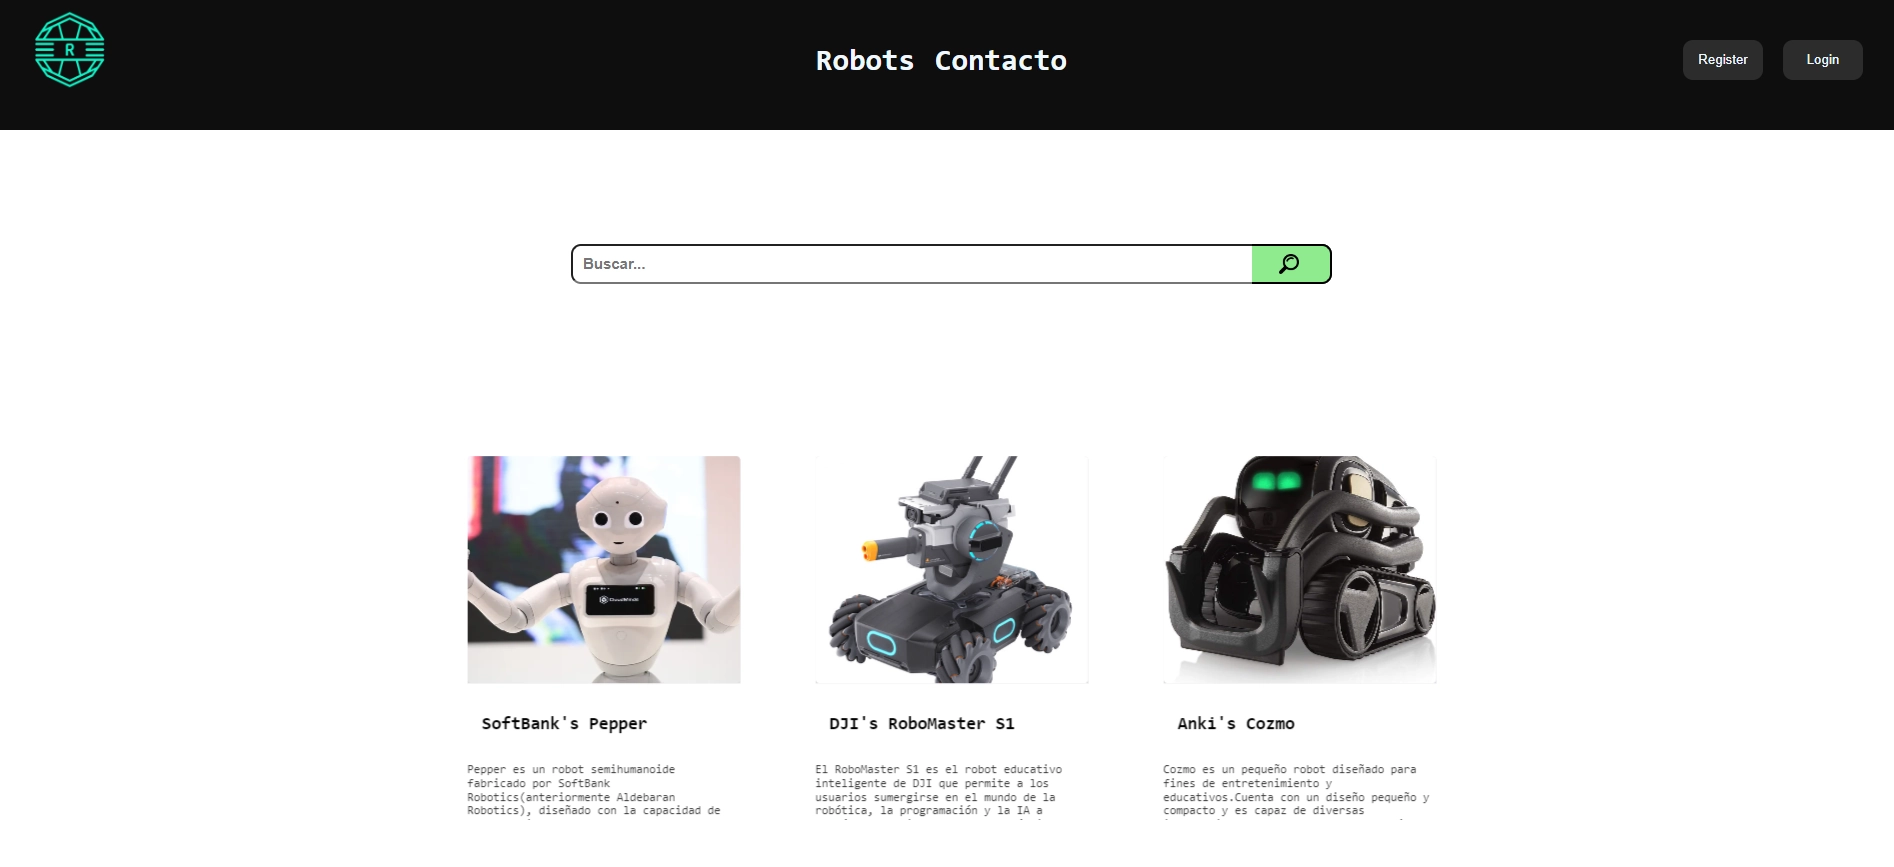 R
Robots Contacto
Register
Login
Buscar...
CloudMinds
SoftBank's Pepper
DJI's RoboMaster S1
Anki's Cozmo
Pepper es un robot semihumanoide
fabricado por SoftBank
Robotics(anteriormente Aldebaran
Robotics), diseñado con la capacidad de
El RoboMaster S1 es el robot educativo
inteligente de DJI que permite a los
usuarios sumergirse en el mundo de la
robótica, la programación y la IA a
Cozmo es un pequeño robot diseñado para
fines de entretenimiento y
educativos.Cuenta con un diseño pequeño y
compacto y es capaz de diversas